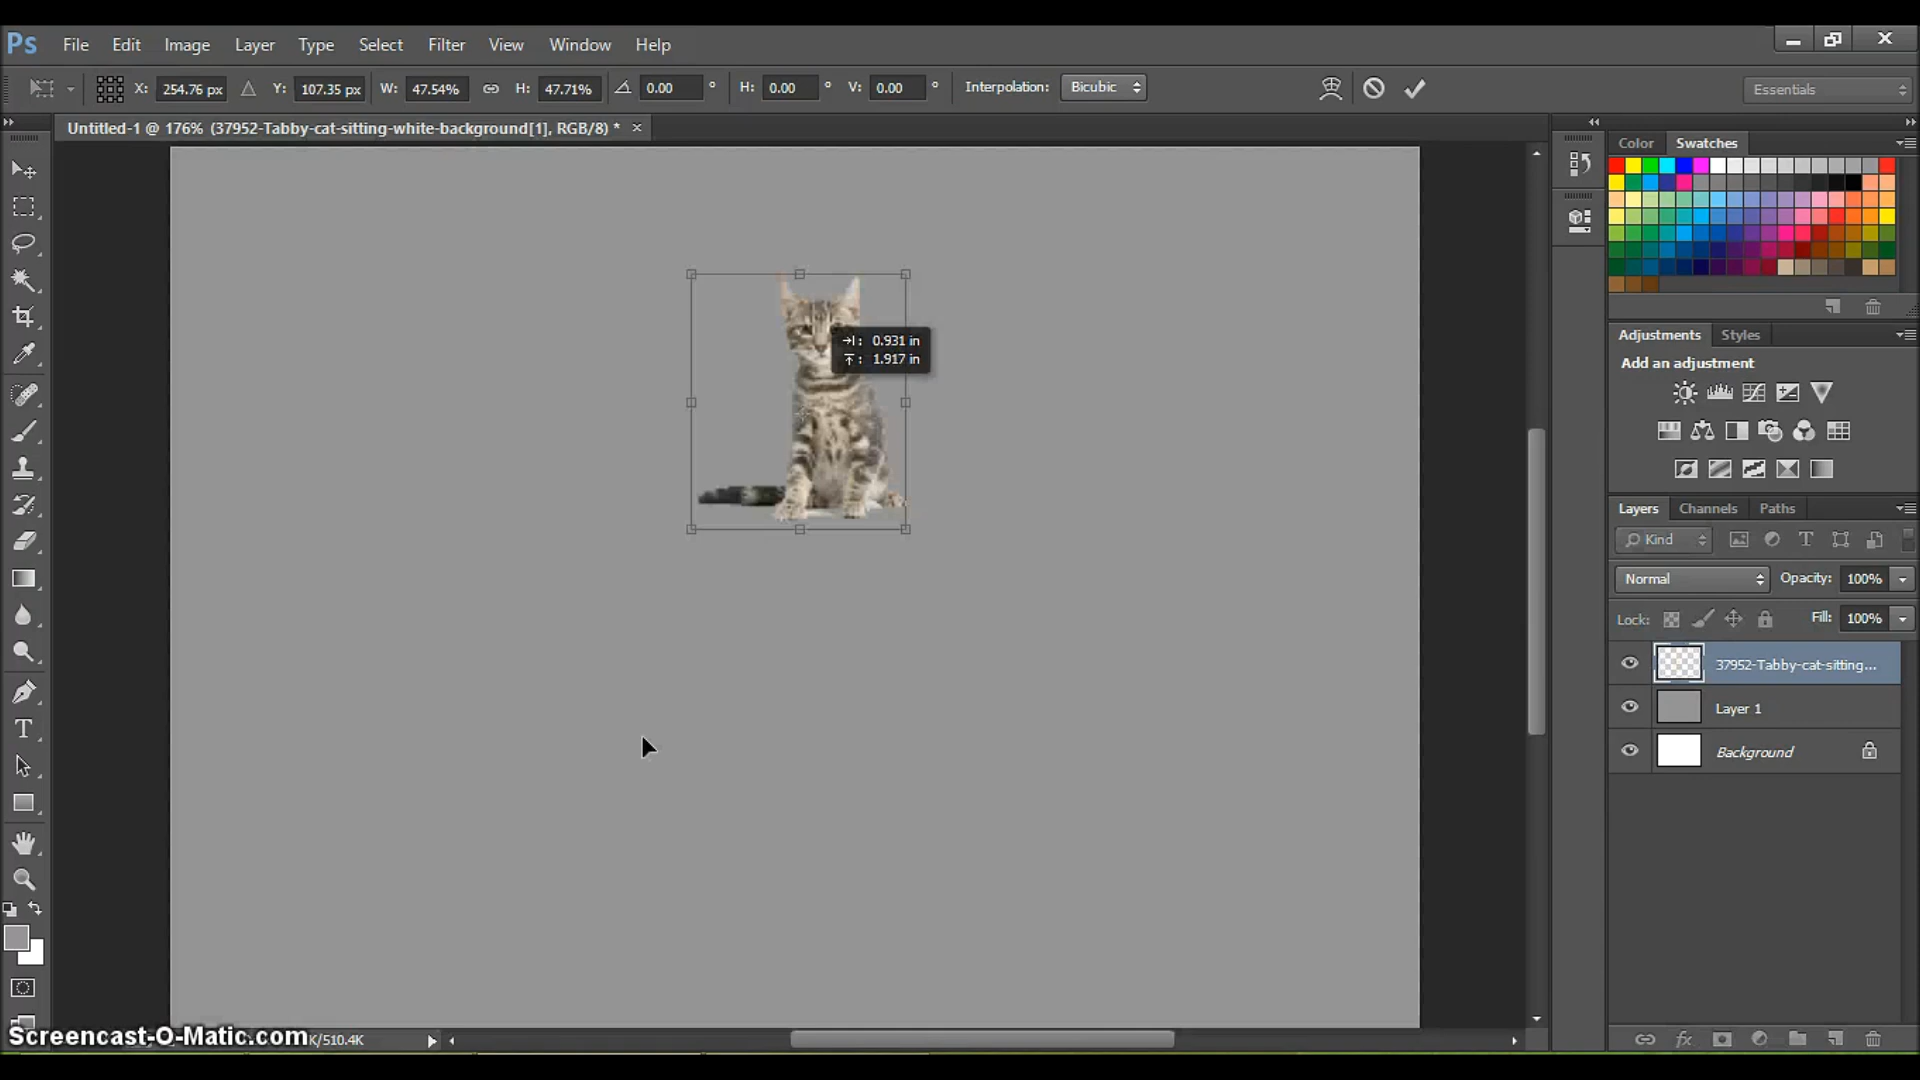 Ps File Edit Image Layer Type Select Filter View Window Help
X: 254.76 px Y: 107.35 px W: 47.54% H: 47.71% 0.00 ° H: 0.00 ° V: 0.00 ° Interpolation: Bicubic Essentials
Untitled-1 @ 176% (37952-Tabby-cat-sitting-white-background[1], RGB/8) * ×
Color Swatches
0.931 in
1.917 in
Adjustments Styles
Add an adjustment
Layers Channels Paths
Kind
Normal Opacity: 100%
Lock: Fill: 100%
37952-Tabby-cat-sitting...
Layer 1
Background
fx
Screencast-O-Matic.com
K/510.4K